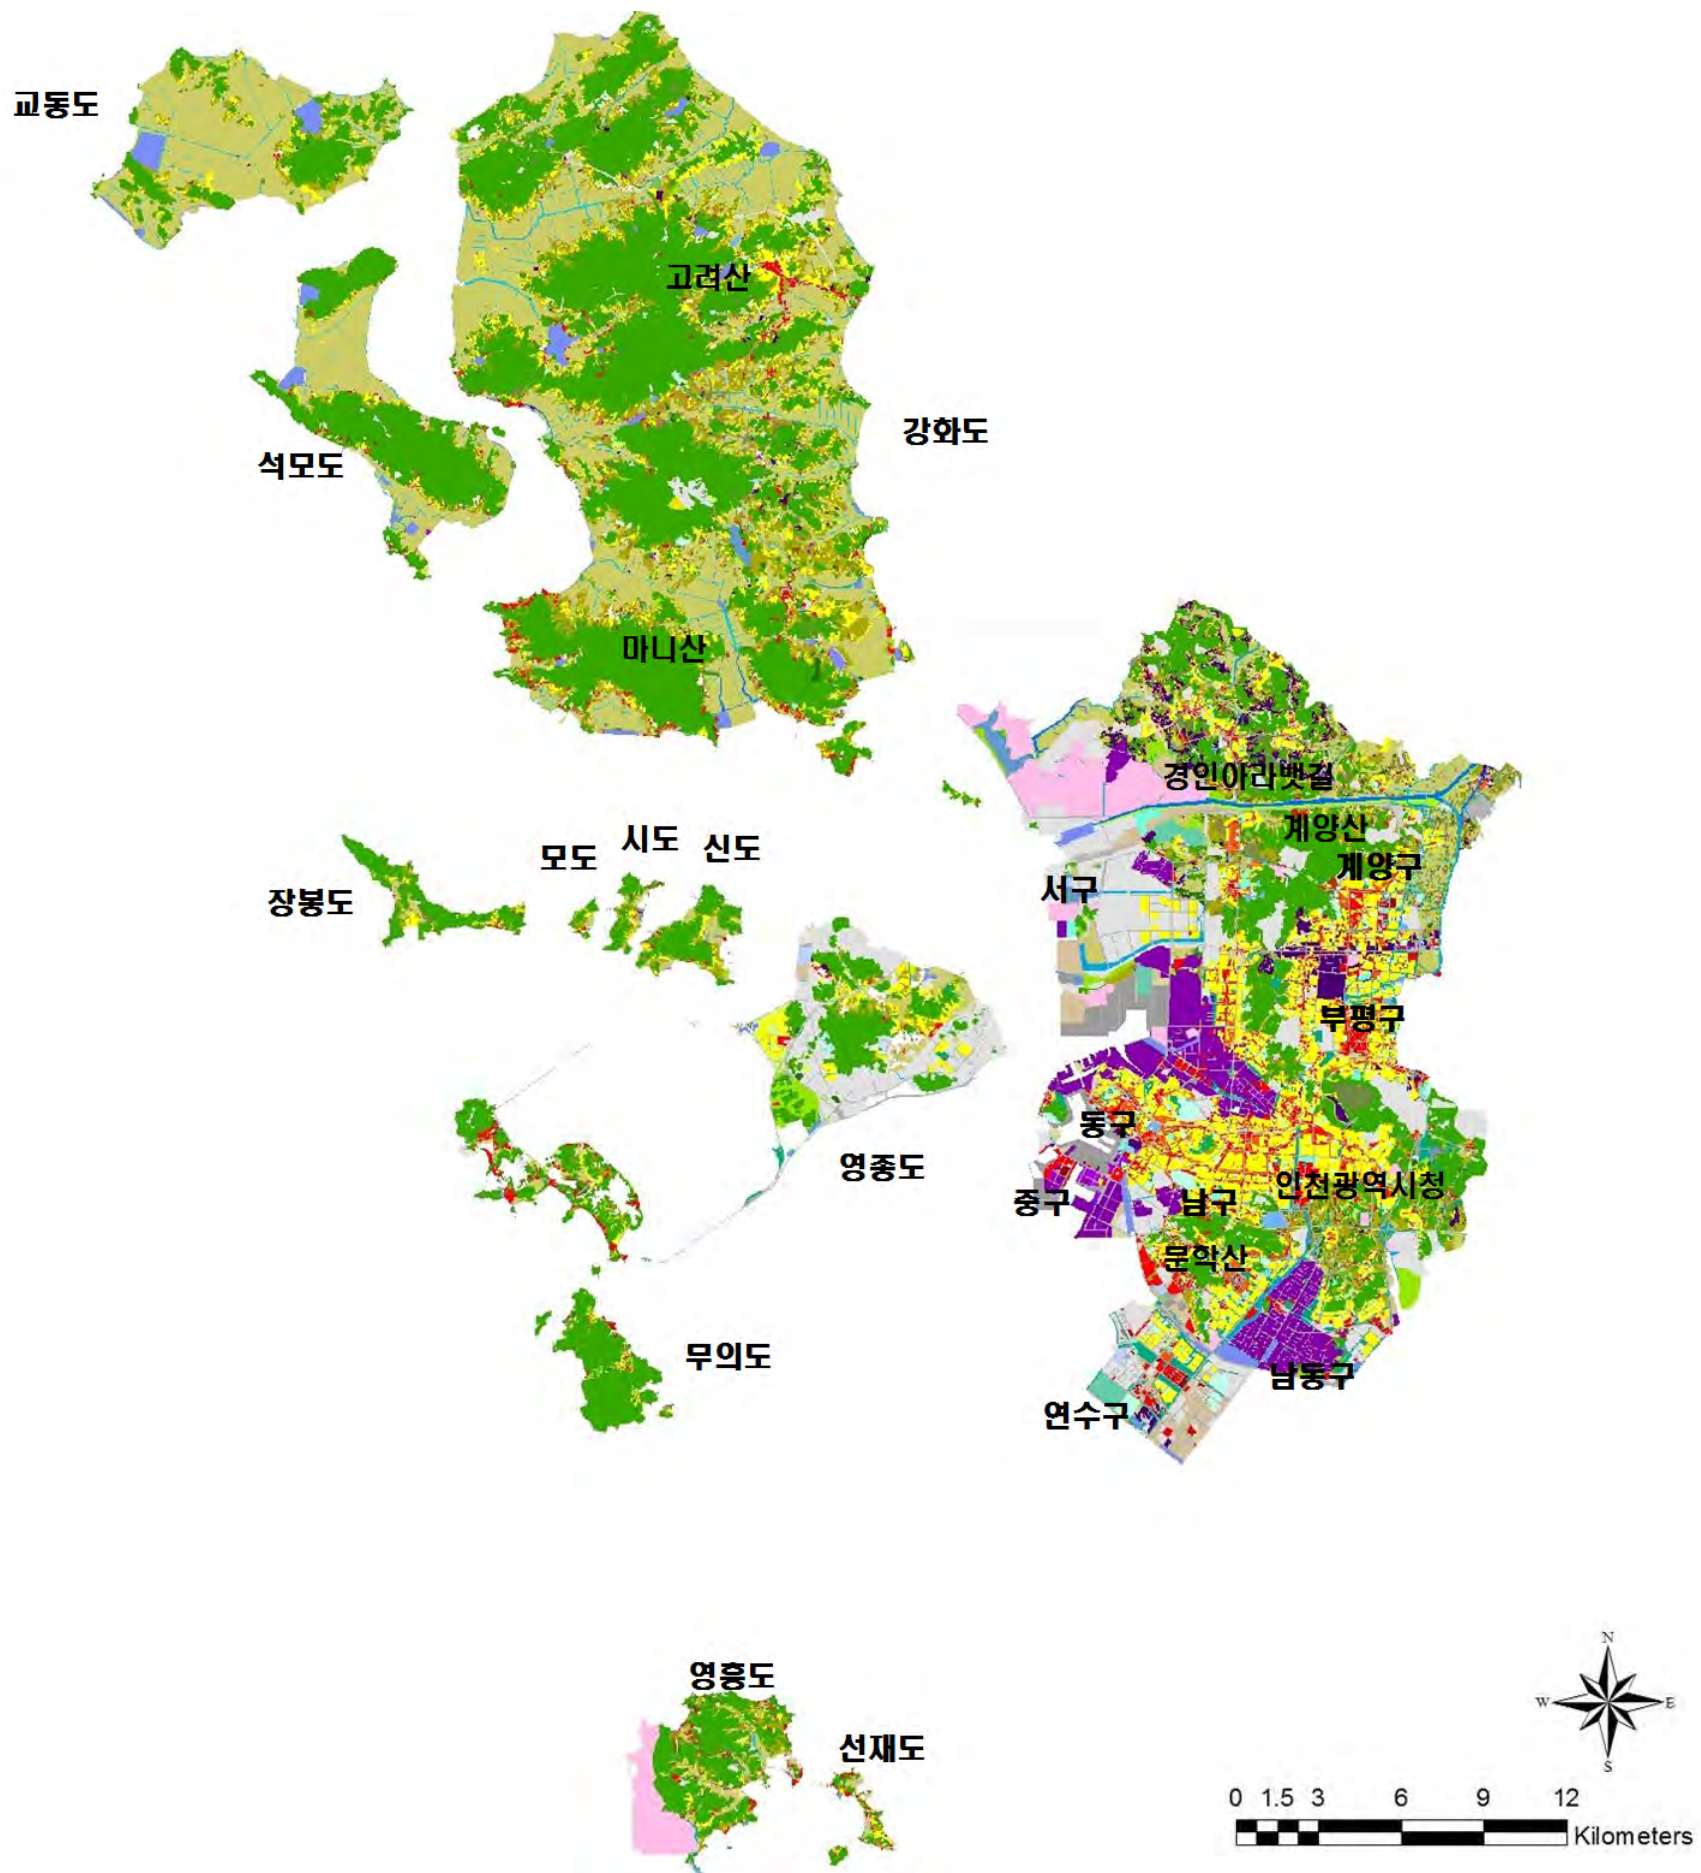 교동도
고려산
강화도
석모도
마니산
경인아라뱃길
계양산
계양구
서구
모도
시도
신도
장봉도
부평구
동구
영종도
중구
남구
인천광역시청
문학산
무의도
남동구
연수구
영흥도
선재도
N
W
E
S
0 1.5 3 6 9 12
Kilometers